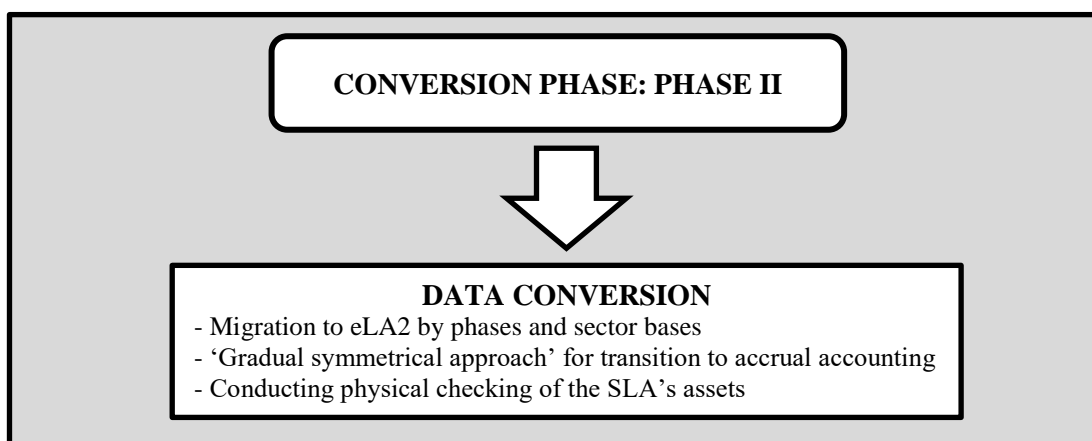 CONVERSION PHASE: PHASE II
DATA CONVERSION
- Migration to eLA2 by phases and sector bases
- ‘Gradual symmetrical approach’ for transition to accrual accounting
- Conducting physical checking of the SLA’s assets